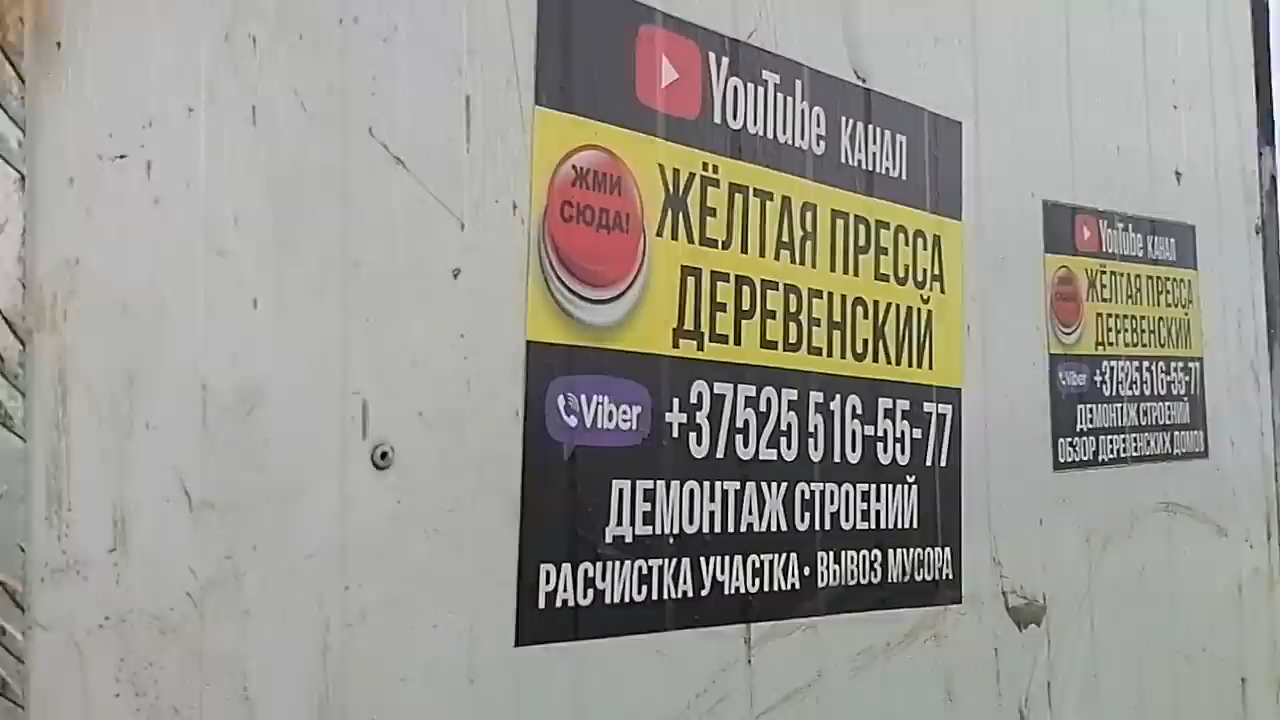 YouTube КАНАЛ
ЖМИ
СЮДА!
ЖЁЛТАЯ ПРЕССА
ДЕРЕВЕНСКИЙ
Viber +37525 516-55-77
ДЕМОНТАЖ СТРОЕНИЙ
РАСЧИСТКА УЧАСТКА • ВЫВОЗ МУСОРА
YouTube КАНАЛ
ЖЁЛТАЯ ПРЕССА
ДЕРЕВЕНСКИЙ
Viber +37525 516-55-77
ДЕМОНТАЖ СТРОЕНИЙ
ОБЗОР ДЕРЕВЕНСКИХ ДОМОВ